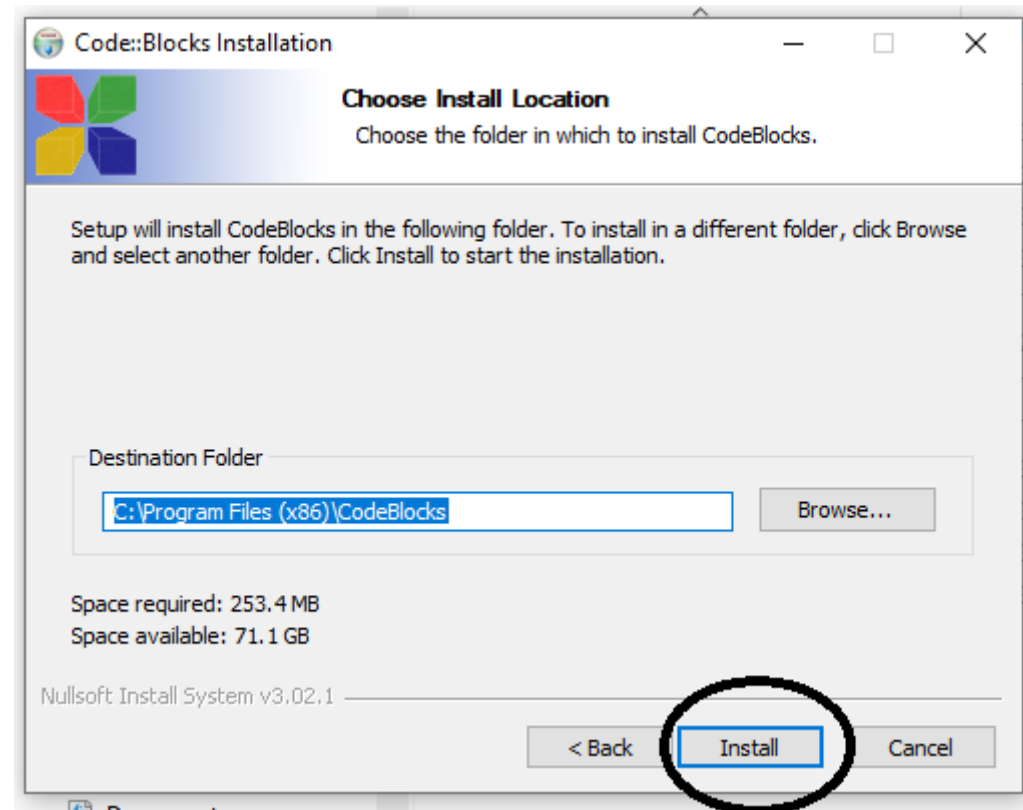 Code::Blocks Installation
Choose Install Location
Choose the folder in which to install CodeBlocks.
Setup will install CodeBlocks in the following folder. To install in a different folder, click Browse
and select another folder. Click Install to start the installation.
Destination Folder
C:\Program Files (x86)\CodeBlocks
Browse...
Space required: 253.4 MB
Space available: 71.1 GB
Nullsoft Install System v3.02.1
< Back Install Cancel